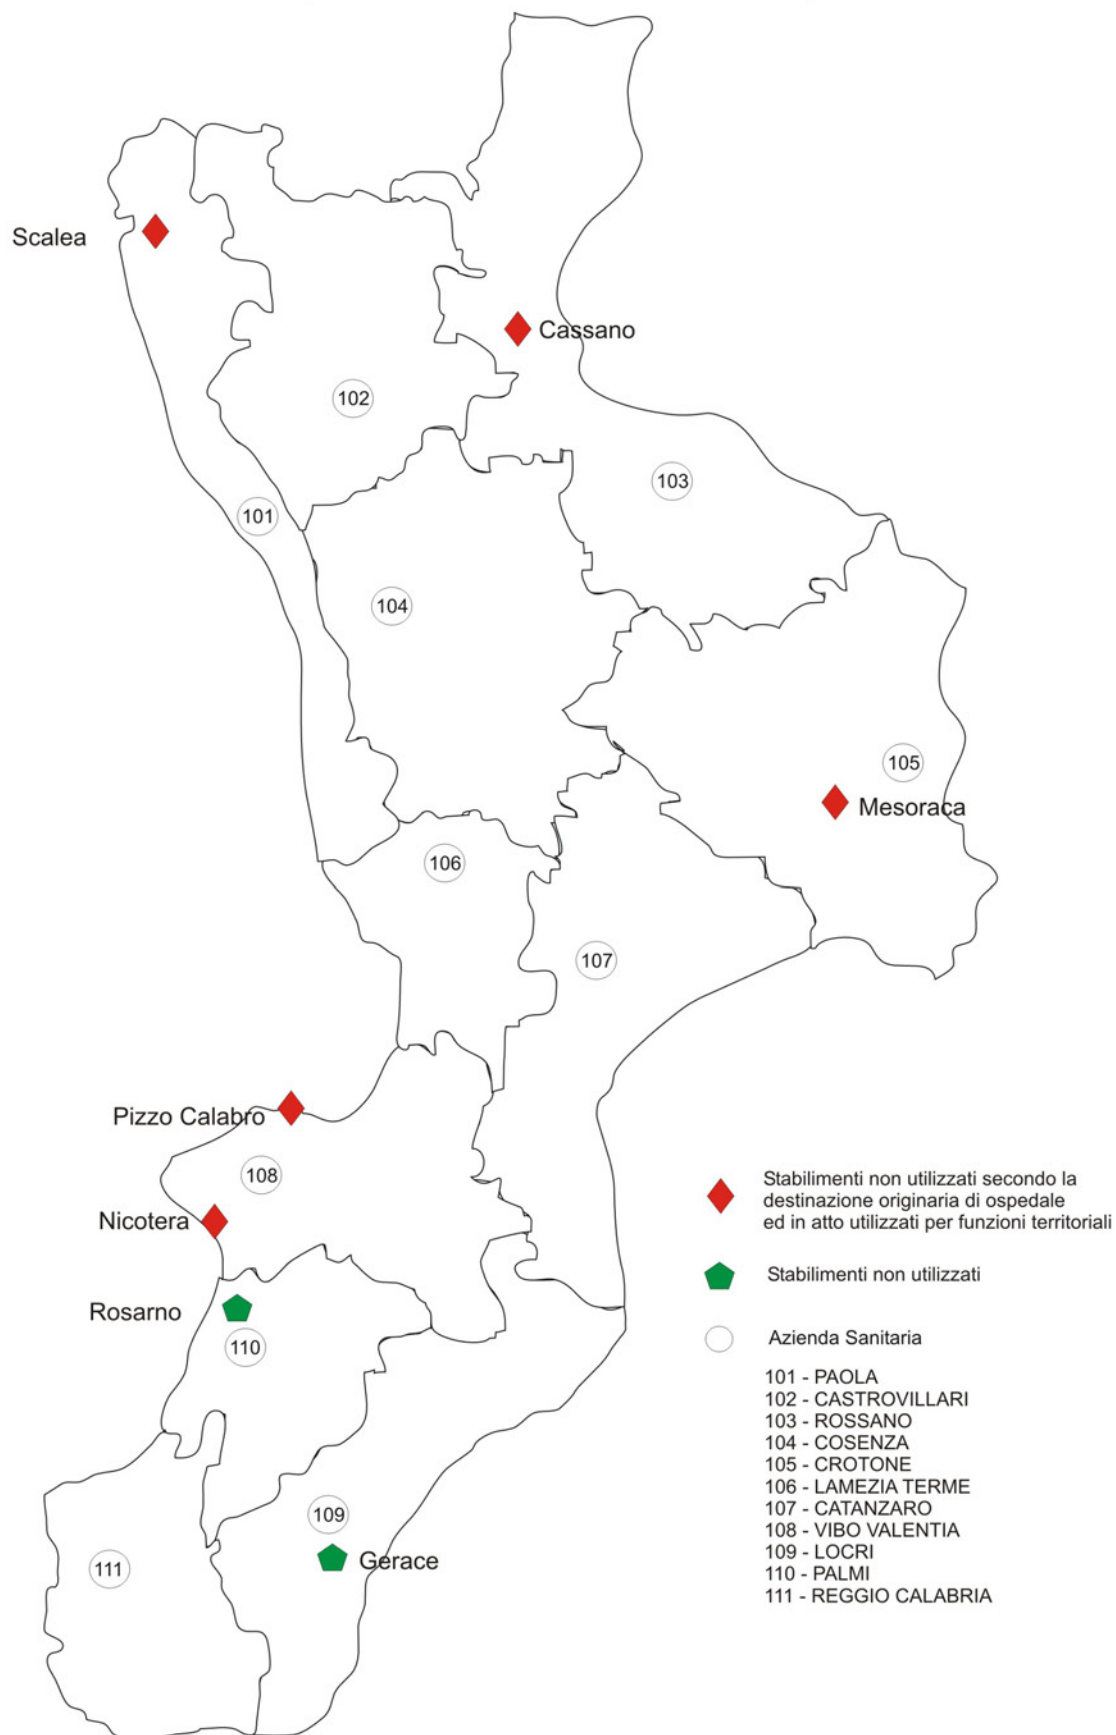 Scalea
Cassano
102
103
101
104
105
Mesoraca
106
107
Pizzo Calabro
108
Nicotera
Rosarno
110
109
Gerace
111
Stabilimenti non utilizzati secondo la
destinazione originaria di ospedale
ed in atto utilizzati per funzioni territoriali
Stabilimenti non utilizzati
Azienda Sanitaria
101 - PAOLA
102 - CASTROVILLARI
103 - ROSSANO
104 - COSENZA
105 - CROTONE
106 - LAMEZIA TERME
107 - CATANZARO
108 - VIBO VALENTIA
109 - LOCRI
110 - PALMI
111 - REGGIO CALABRIA